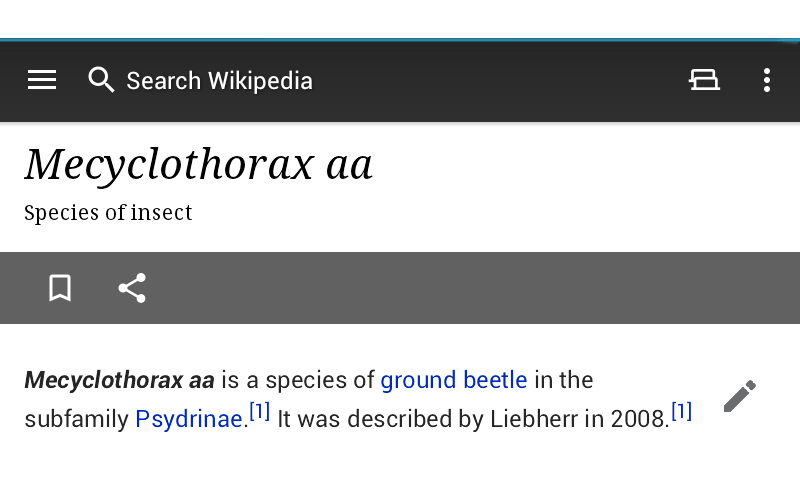 Search Wikipedia
Mecyclothorax aa
Species of insect
Mecyclothorax aa is a species of ground beetle in the
subfamily Psydrinae.[1] It was described by Liebherr in 2008.[1]